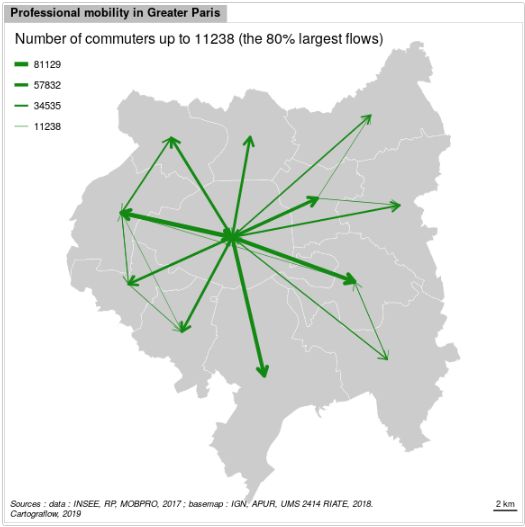 Professional mobility in Greater Paris
Number of commuters up to 11238 (the 80% largest flows)
81129
57832
34535
11238
Sources : data : INSEE, RP, MOBPRO, 2017 ; basemap : IGN, APUR, UMS 2414 RIATE, 2018.
Cartograflow, 2019
2 km